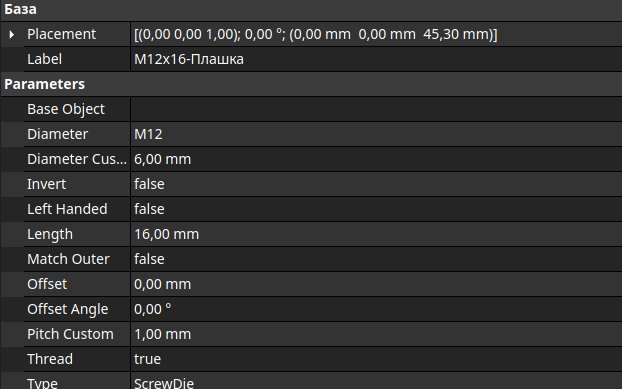 База
Placement [(0,00 0,00 1,00); 0,00 °; (0,00 mm 0,00 mm 45,30 mm)]
Label M12x16-Плашка
Parameters
Base Object
Diameter M12
Diameter Cus... 6,00 mm
Invert false
Left Handed false
Length 16,00 mm
Match Outer false
Offset 0,00 mm
Offset Angle 0,00 °
Pitch Custom 1,00 mm
Thread true
Type ScrewDie